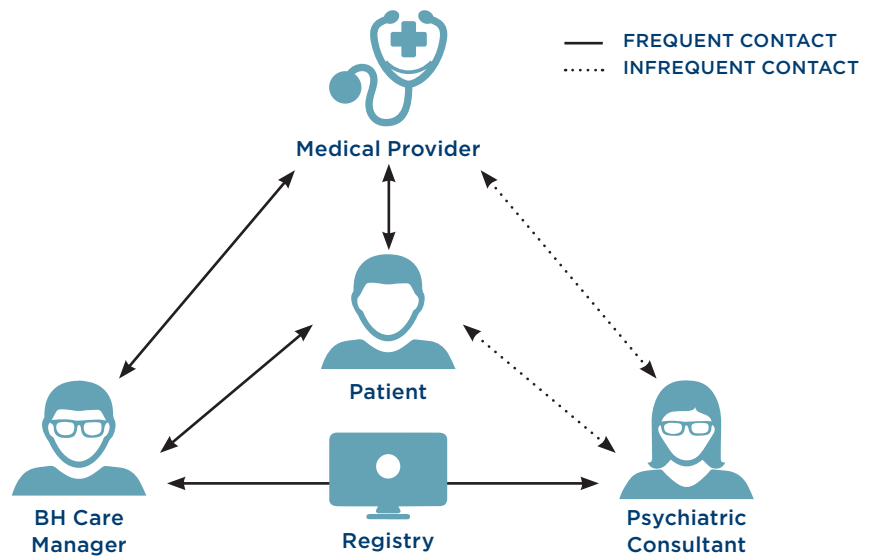 FREQUENT CONTACT
INFREQUENT CONTACT
Medical Provider
Patient
BH Care
Manager
Registry
Psychiatric
Consultant